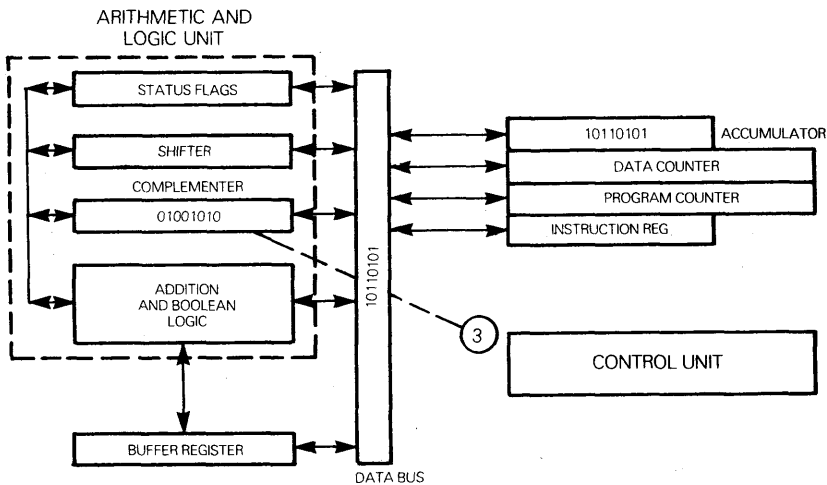 ARITHMETIC AND
LOGIC UNIT
STATUS FLAGS
SHIFTER
COMPLEMENTER
01001010
ADDITION
AND BOOLEAN
LOGIC
BUFFER REGISTER
10110101
DATA BUS
10110101
ACCUMULATOR
DATA COUNTER
PROGRAM COUNTER
INSTRUCTION REG
3
CONTROL UNIT